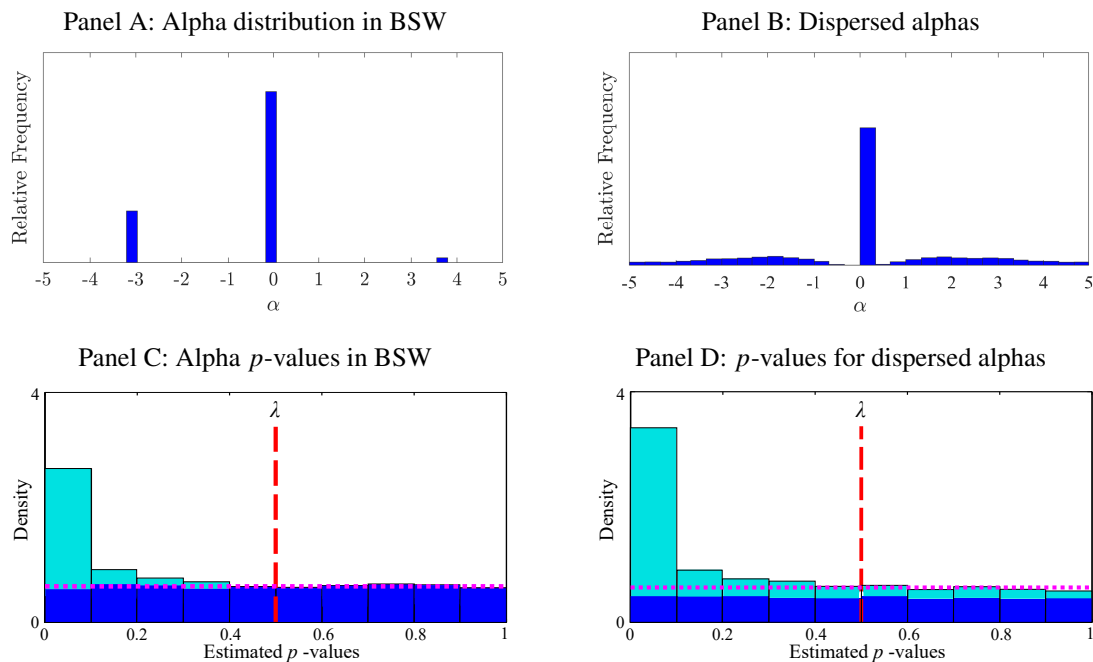 Panel A: Alpha distribution in BSW
Relative Frequency
-5 -4 -3 -2 -1 0 1 2 3 4 5
α
Panel B: Dispersed alphas
Relative Frequency
-5 -4 -3 -2 -1 0 1 2 3 4 5
α
Panel C: Alpha p-values in BSW
4
λ
Density
0
0 0.2 0.4 0.6 0.8 1
Estimated p -values
Panel D: p-values for dispersed alphas
4
λ
Density
0
0 0.2 0.4 0.6 0.8 1
Estimated p -values